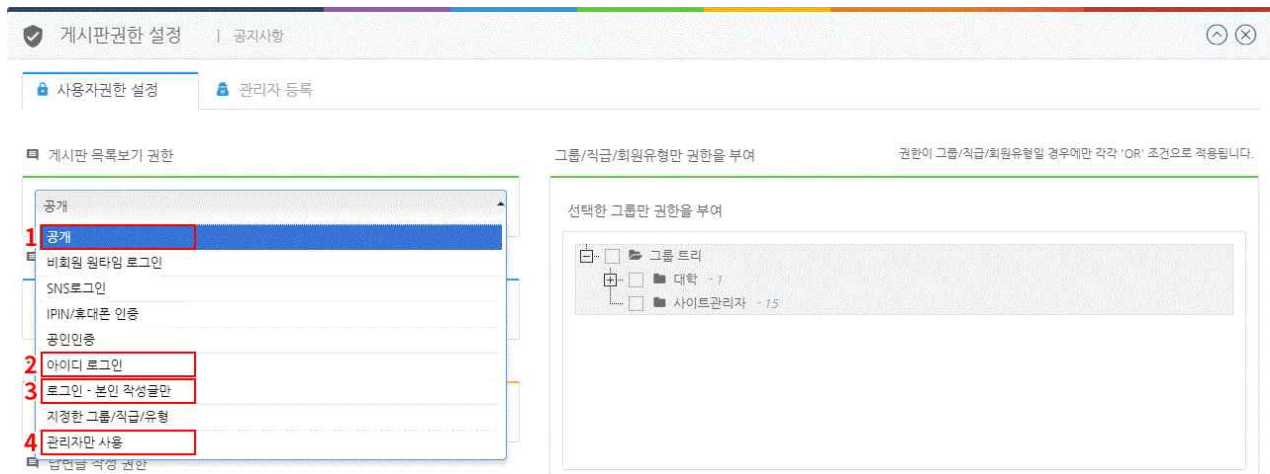 게시판권한 설정 | 공지사항
사용자권한 설정
관리자 등록
게시판 목록보기 권한
공개
1 공개
비회원 원타임 로그인
SNS로그인
IPIN/휴대폰 인증
공인인증
2 아이디 로그인
3 로그인 - 본인 작성글만
지정한 그룹/직급/유형
4 관리자만 사용
답변글 작성 권한
그룹/직급/회원유형만 권한을 부여
권한이 그룹/직급/회원유형일 경우에만 각각 'OR' 조건으로 적용됩니다.
선택한 그룹만 권한을 부여
그룹 트리
대학 - 1
사이트관리자 - 15